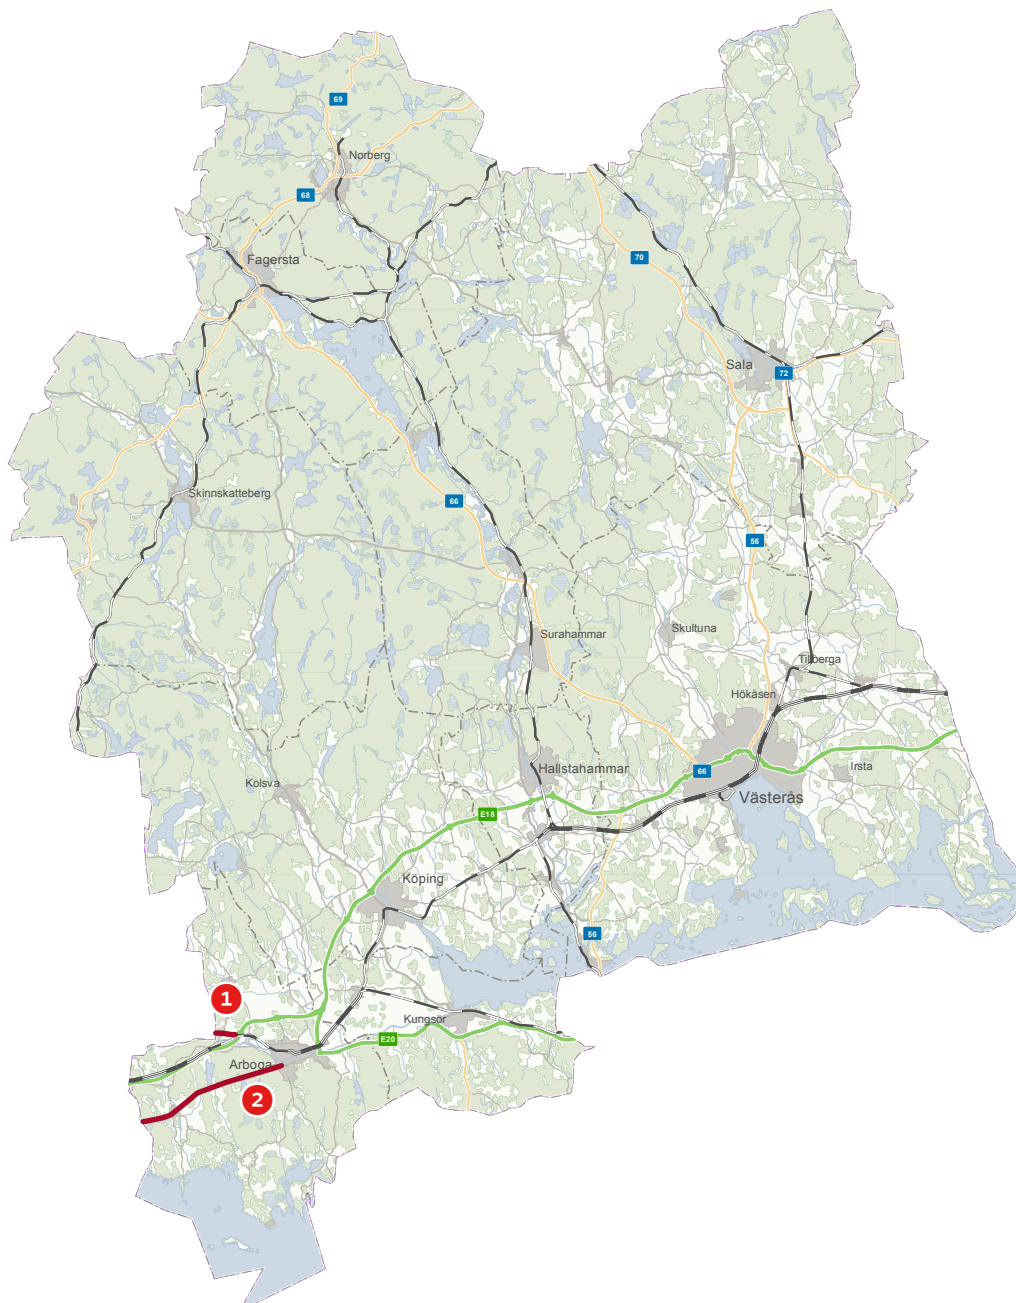 69
Norberg
68
Fagersta
70
Sala
72
Skinnskatteberg
66
56
Surahammar
Skultuna
Tillberga
Hökåsen
66
Irsta
Hallstahammar
Västerås
Kolsva
E18
Köping
56
1
Kungsör
E20
Arboga
2